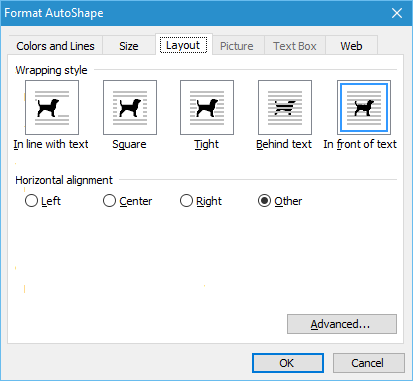 Format AutoShape
Colors and Lines Size Layout Picture Text Box Web
Wrapping style
In line with text Square Tight Behind text In front of text
Horizontal alignment
Left Center Right Other
Advanced...
OK Cancel